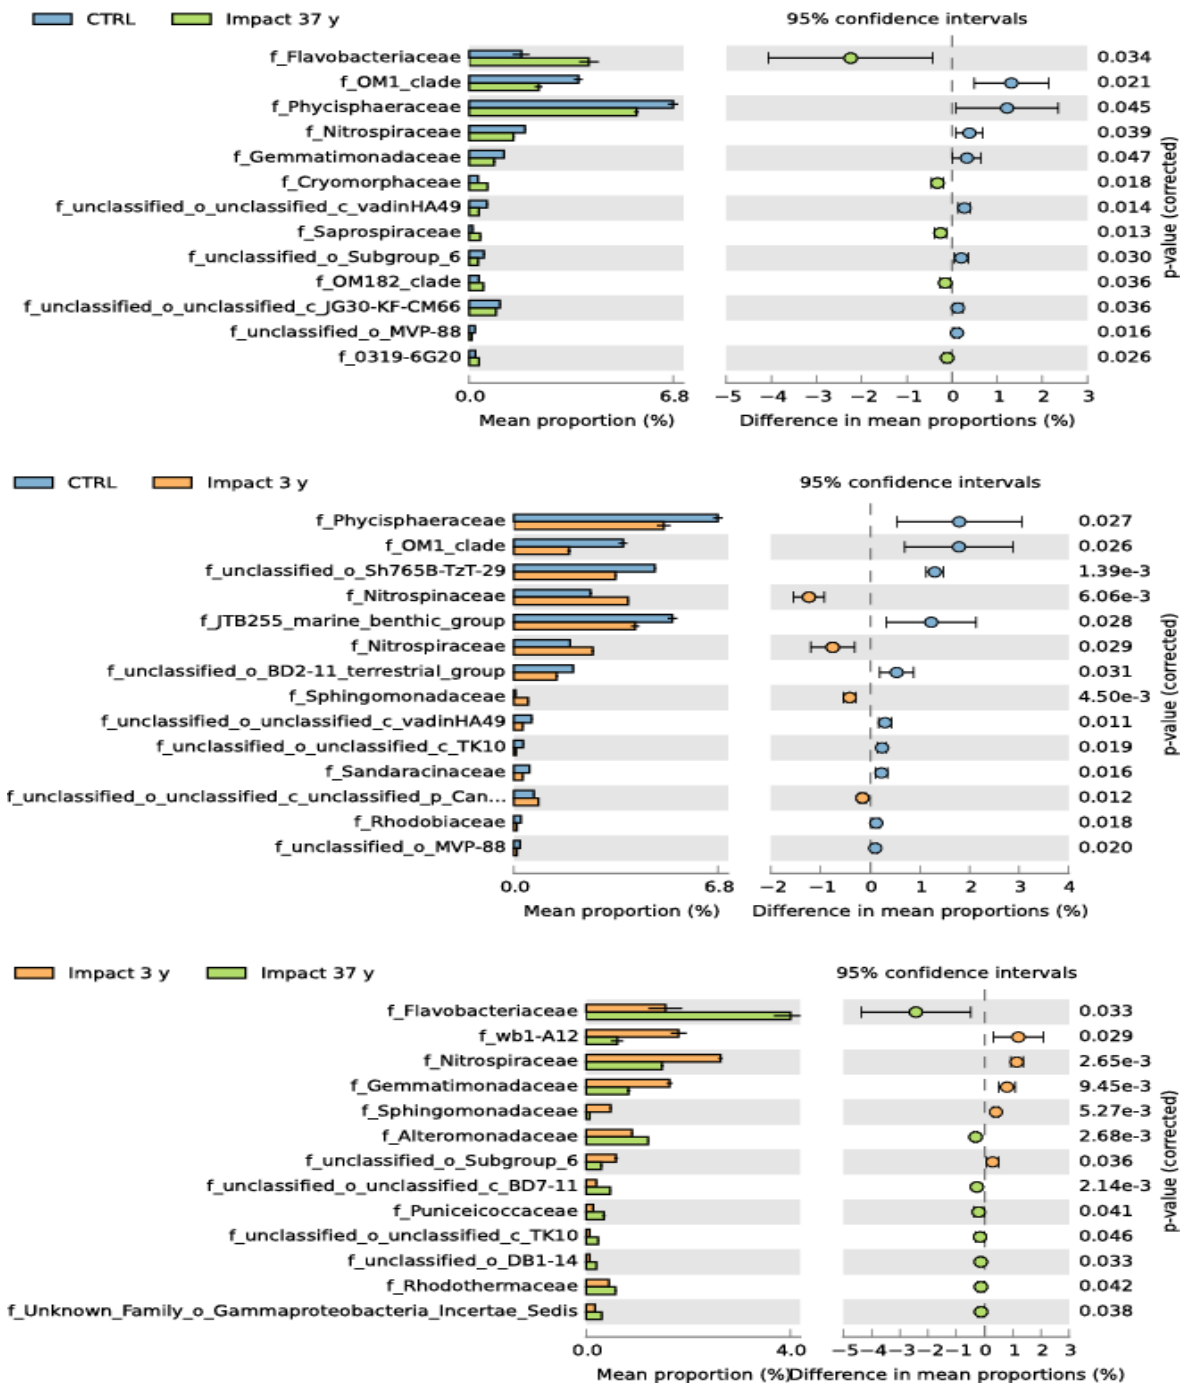 CTRL Impact 37 y 95% confidence intervals
f_Flavobacteriaceae 0.034
f_OM1_clade 0.021
f_Phycisphaeraceae 0.045
f_Nitrospiraceae 0.039
f_Gemmatimonadaceae 0.047
f_Cryomorphaceae 0.018
f_unclassified_o_unclassified_c_vadinHA49 0.014
f_Saprospiraceae 0.013
f_unclassified_o_Subgroup_6 0.030
f_OM182_clade 0.036
f_unclassified_o_unclassified_c_JG30-KF-CM66 0.036
f_unclassified_o_MVP-88 0.016
f_0319-6G20 0.026
p-value (corrected)
0.0 6.8 −5 −4 −3 −2 −1 0 1 2 3
Mean proportion (%) Difference in mean proportions (%)
CTRL Impact 3 y 95% confidence intervals
f_Phycisphaeraceae 0.027
f_OM1_clade 0.026
f_unclassified_o_Sh765B-TzT-29 1.39e-3
f_Nitrospinaceae 6.06e-3
f_JTB255_marine_benthic_group 0.028
f_Nitrospiraceae 0.029
f_unclassified_o_BD2-11_terrestrial_group 0.031
f_Sphingomonadaceae 4.50e-3
f_unclassified_o_unclassified_c_vadinHA49 0.011
f_unclassified_o_unclassified_c_TK10 0.019
f_Sandaracinaceae 0.016
f_unclassified_o_unclassified_c_unclassified_p_Can... 0.012
f_Rhodobiaceae 0.018
f_unclassified_o_MVP-88 0.020
p-value (corrected)
0.0 6.8 −2 −1 0 1 2 3 4
Mean proportion (%) Difference in mean proportions (%)
Impact 3 y Impact 37 y 95% confidence intervals
f_Flavobacteriaceae 0.033
f_wb1-A12 0.029
f_Nitrospiraceae 2.65e-3
f_Gemmatimonadaceae 9.45e-3
f_Sphingomonadaceae 5.27e-3
f_Alteromonadaceae 2.68e-3
f_unclassified_o_Subgroup_6 0.036
f_unclassified_o_unclassified_c_BD7-11 2.14e-3
f_Puniceicoccaceae 0.041
f_unclassified_o_unclassified_c_TK10 0.046
f_unclassified_o_DB1-14 0.033
f_Rhodothermaceae 0.042
f_Unknown_Family_o_Gammaproteobacteria_Incertae_Sedis 0.038
p-value (corrected)
0.0 4.0 −5−4−3−2−1 0 1 2 3
Mean proportion (%) Difference in mean proportions (%)